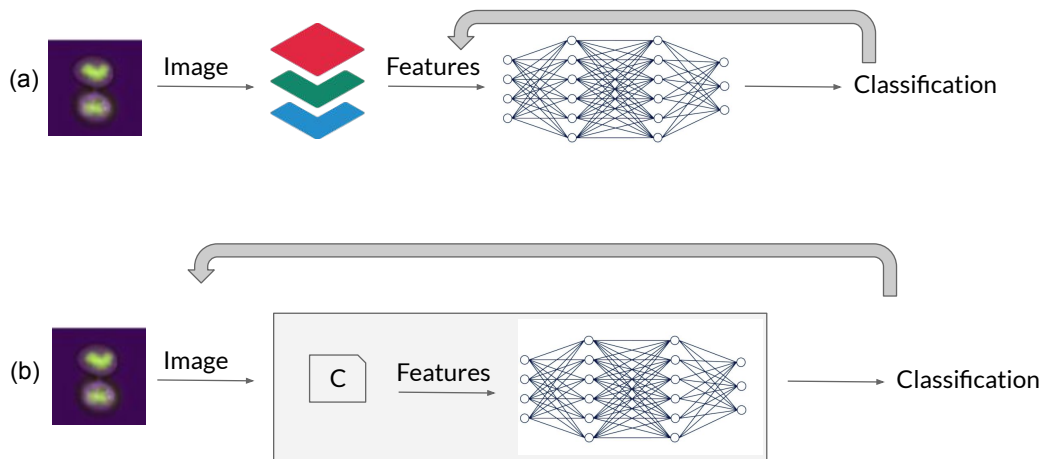 (a)
Image
Features
Classification
(b)
Image
C
Features
Classification